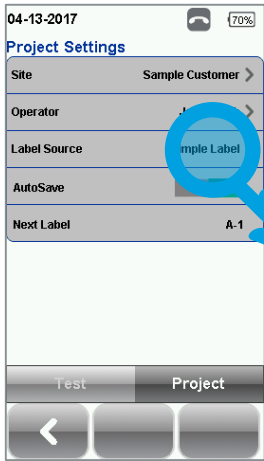 04-13-2017 70%
Project Settings
Site Sample Customer
Operator
Label Source Label
AutoSave
Next Label A-1
Test Project